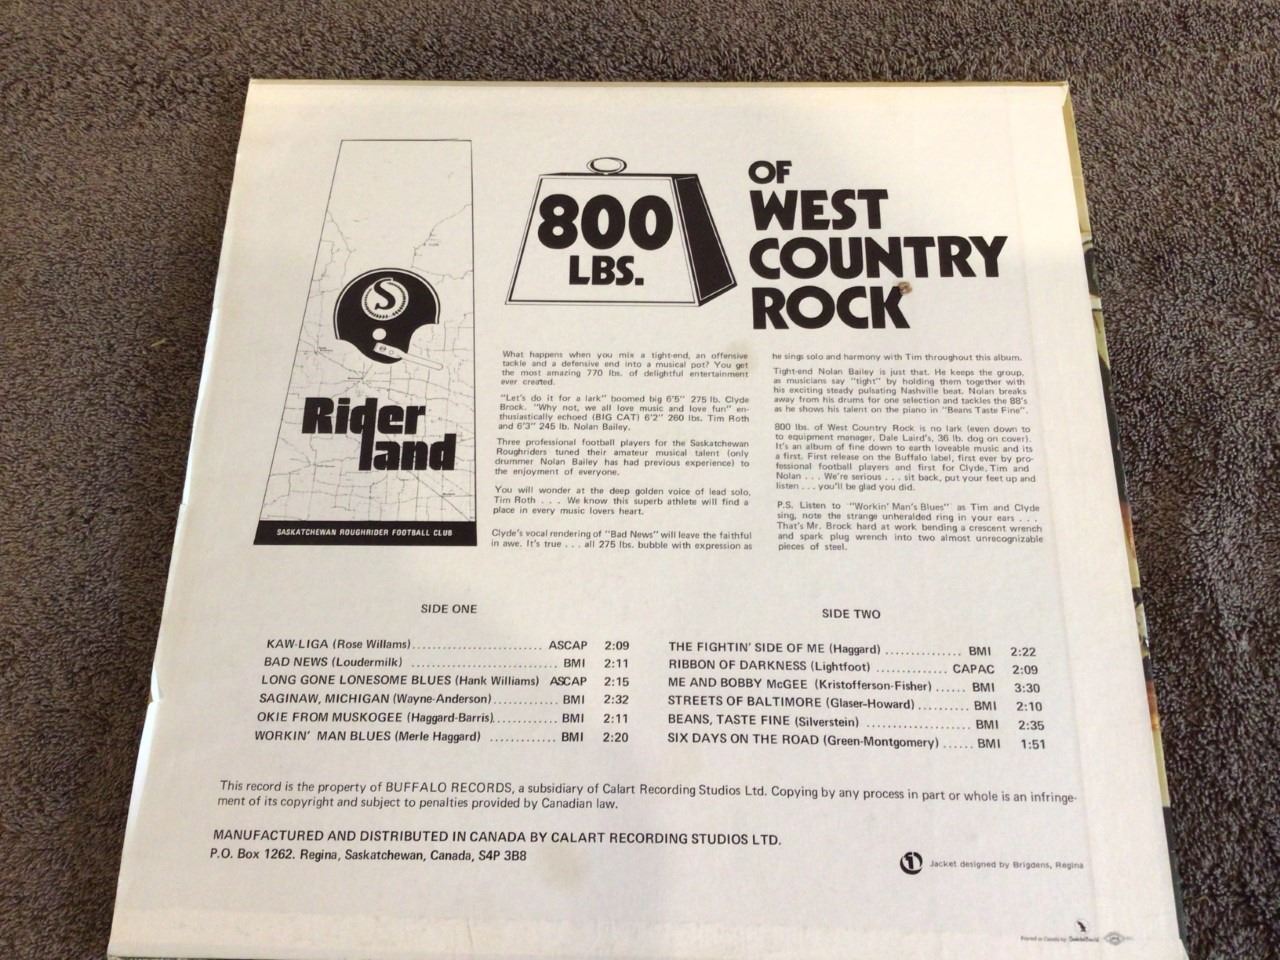 S
Rider
land
SASKATCHEWAN ROUGHRIDER FOOTBALL CLUB
800
LBS.
OF
WEST
COUNTRY
ROCK
What happens when you mix a tight-end, an offensive
tackle and a defensive end into a musical pot? You get
the most amazing 770 lbs. of delightful entertainment
ever created.
"Let's do it for a lark" boomed big 6'5" 275 lb. Clyde
Brock. "Why not, we all love music and love fun" en-
thusiastically echoed (BIG CAT) 6'2" 260 lbs. Tim Roth
and 6'3" 245 lb. Nolan Bailey.
Three professional football players for the Saskatchewan
Roughriders tuned their amateur musical talent (only
drummer Nolan Bailey has had previous experience) to
the enjoyment of everyone.
You will wonder at the deep golden voice of lead solo,
Tim Roth . . . We know this superb athlete will find a
place in every music lovers heart.
Clyde's vocal rendering of "Bad News" will leave the faithful
in awe. It's true . . . all 275 lbs. bubble with expression as
he sings solo and harmony with Tim throughout this album.
Tight-end Nolan Bailey is just that. He keeps the group,
as musicians say "tight" by holding them together with
his exciting steady pulsating Nashville beat. Nolan breaks
away from his drums for one selection and tackles the 88's
as he shows his talent on the piano in "Beans Taste Fine".
800 lbs. of West Country Rock is no lark (even down to
to equipment manager, Dale Laird's, 36 lb. dog on cover).
It's an album of fine down to earth loveable music and its
a first. First release on the Buffalo label, first ever by pro-
fessional football players and first for Clyde, Tim and
Nolan . . . We're serious . . . sit back, put your feet up and
listen . . . you'll be glad you did.
P.S. Listen to "Workin' Man's Blues" as Tim and Clyde
sing, note the strange unheralded ring in your ears . . .
That's Mr. Brock hard at work bending a crescent wrench
and spark plug wrench into two almost unrecognizable
pieces of steel.
SIDE ONE
KAW-LIGA (Rose Willams)........................ ASCAP 2:09
BAD NEWS (Loudermilk) ........................... BMI 2:11
LONG GONE LONESOME BLUES (Hank Williams) ASCAP 2:15
SAGINAW, MICHIGAN (Wayne-Anderson)............ BMI 2:32
OKIE FROM MUSKOGEE (Haggard-Barris)............ BMI 2:11
WORKIN' MAN BLUES (Merle Haggard) ............ BMI 2:20
SIDE TWO
THE FIGHTIN' SIDE OF ME (Haggard) .............. BMI 2:22
RIBBON OF DARKNESS (Lightfoot) ............. CAPAC 2:09
ME AND BOBBY McGEE (Kristofferson-Fisher) ...... BMI 3:30
STREETS OF BALTIMORE (Glaser-Howard) .......... BMI 2:10
BEANS, TASTE FINE (Silverstein) .................. BMI 2:35
SIX DAYS ON THE ROAD (Green-Montgomery) ...... BMI 1:51
This record is the property of BUFFALO RECORDS, a subsidiary of Calart Recording Studios Ltd. Copying by any process in part or whole is an infringe-
ment of its copyright and subject to penalties provided by Canadian law.
MANUFACTURED AND DISTRIBUTED IN CANADA BY CALART RECORDING STUDIOS LTD.
P.O. Box 1262. Regina, Saskatchewan, Canada, S4P 3B8
Jacket designed by Brigdens, Regina
Printed in Canada by